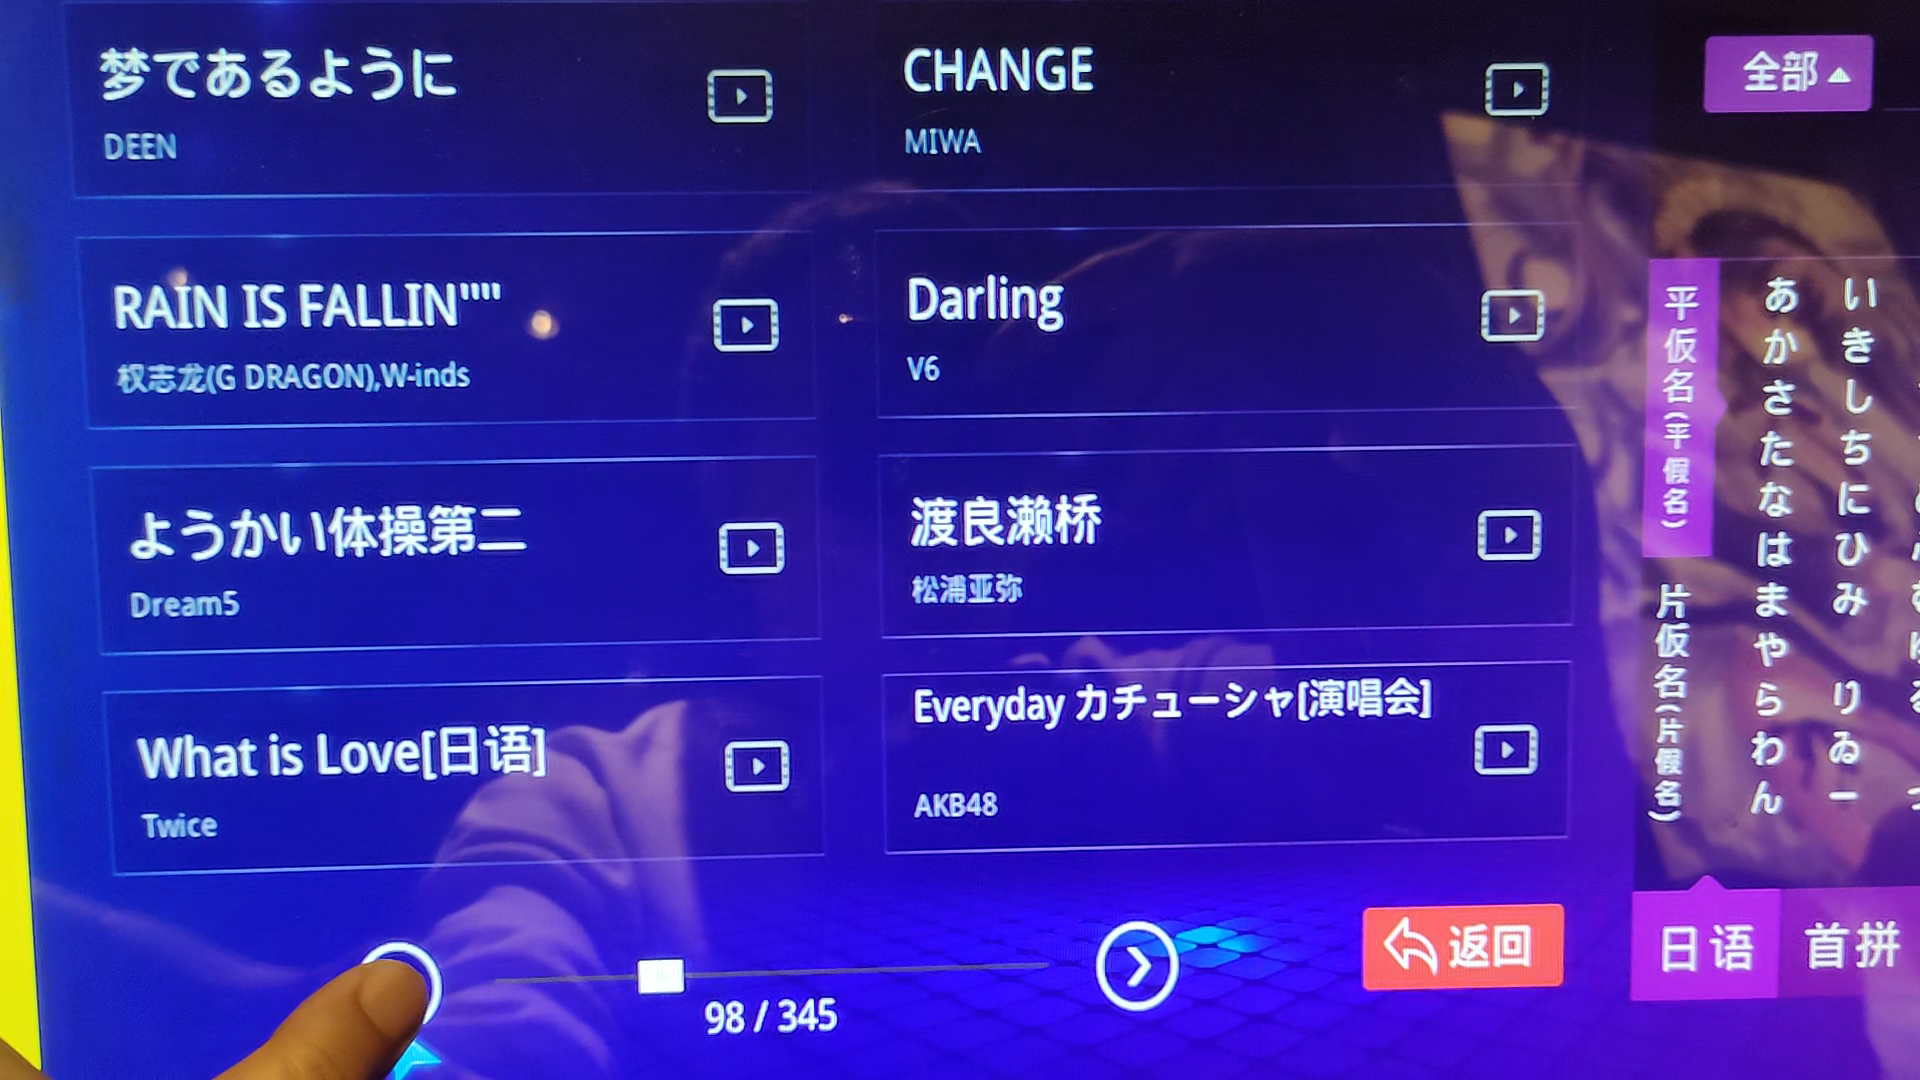 梦であるように
DEEN
CHANGE
MIWA
RAIN IS FALLIN""
权志龙(G DRAGON),W-inds
Darling
V6
ようかい体操第二
Dream5
渡良濑桥
松浦亚弥
What is Love[日语]
Twice
Everyday カチューシャ[演唱会]
AKB48
98 / 345
返回
全部
平仮名(平假名)
片仮名(片假名)
あかさたなはまやらわん
いきしちにひみ りゐー
日语
首拼